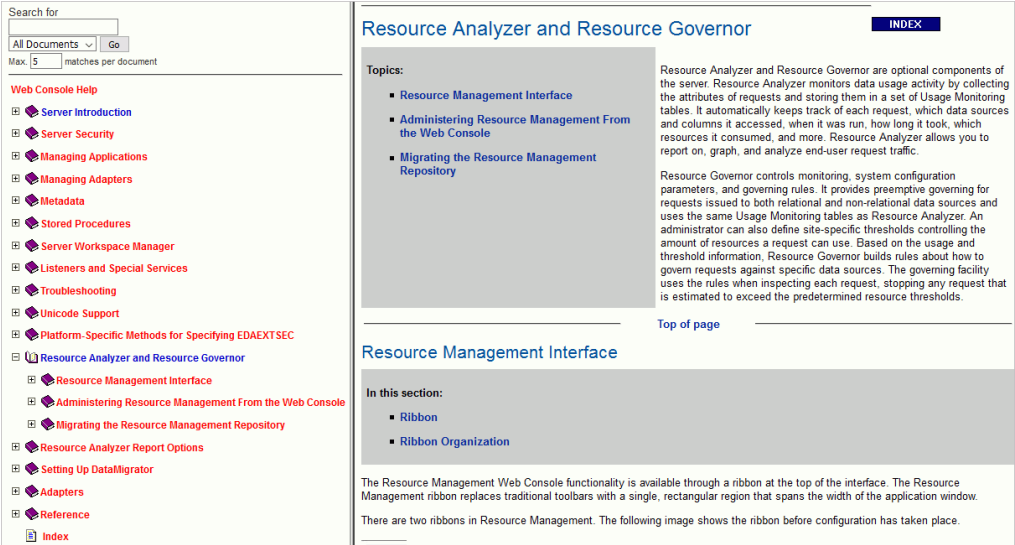 Search for
All Documents Go
Max. 5 matches per document
Web Console Help
Server Introduction
Server Security
Managing Applications
Managing Adapters
Metadata
Stored Procedures
Server Workspace Manager
Listeners and Special Services
Troubleshooting
Unicode Support
Platform-Specific Methods for Specifying EDAEXTSEC
Resource Analyzer and Resource Governor
Resource Management Interface
Administering Resource Management From the Web Console
Migrating the Resource Management Repository
Resource Analyzer Report Options
Setting Up DataMigrator
Adapters
Reference
Index
INDEX
Resource Analyzer and Resource Governor
Topics:
Resource Management Interface
Administering Resource Management From
the Web Console
Migrating the Resource Management
Repository
Resource Analyzer and Resource Governor are optional components of
the server. Resource Analyzer monitors data usage activity by collecting
the attributes of requests and storing them in a set of Usage Monitoring
tables. It automatically keeps track of each request, which data sources
and columns it accessed, when it was run, how long it took, which
resources it consumed, and more. Resource Analyzer allows you to
report on, graph, and analyze end-user request traffic.
Resource Governor controls monitoring, system configuration
parameters, and governing rules. It provides preemptive governing for
requests issued to both relational and non-relational data sources and
uses the same Usage Monitoring tables as Resource Analyzer. An
administrator can also define site-specific thresholds controlling the
amount of resources a request can use. Based on the usage and
threshold information, Resource Governor builds rules about how to
govern requests against specific data sources. The governing facility
uses the rules when inspecting each request, stopping any request that
is estimated to exceed the predetermined resource thresholds.
Top of page
Resource Management Interface
In this section:
Ribbon
Ribbon Organization
The Resource Management Web Console functionality is available through a ribbon at the top of the interface. The Resource
Management ribbon replaces traditional toolbars with a single, rectangular region that spans the width of the application window.
There are two ribbons in Resource Management. The following image shows the ribbon before configuration has taken place.